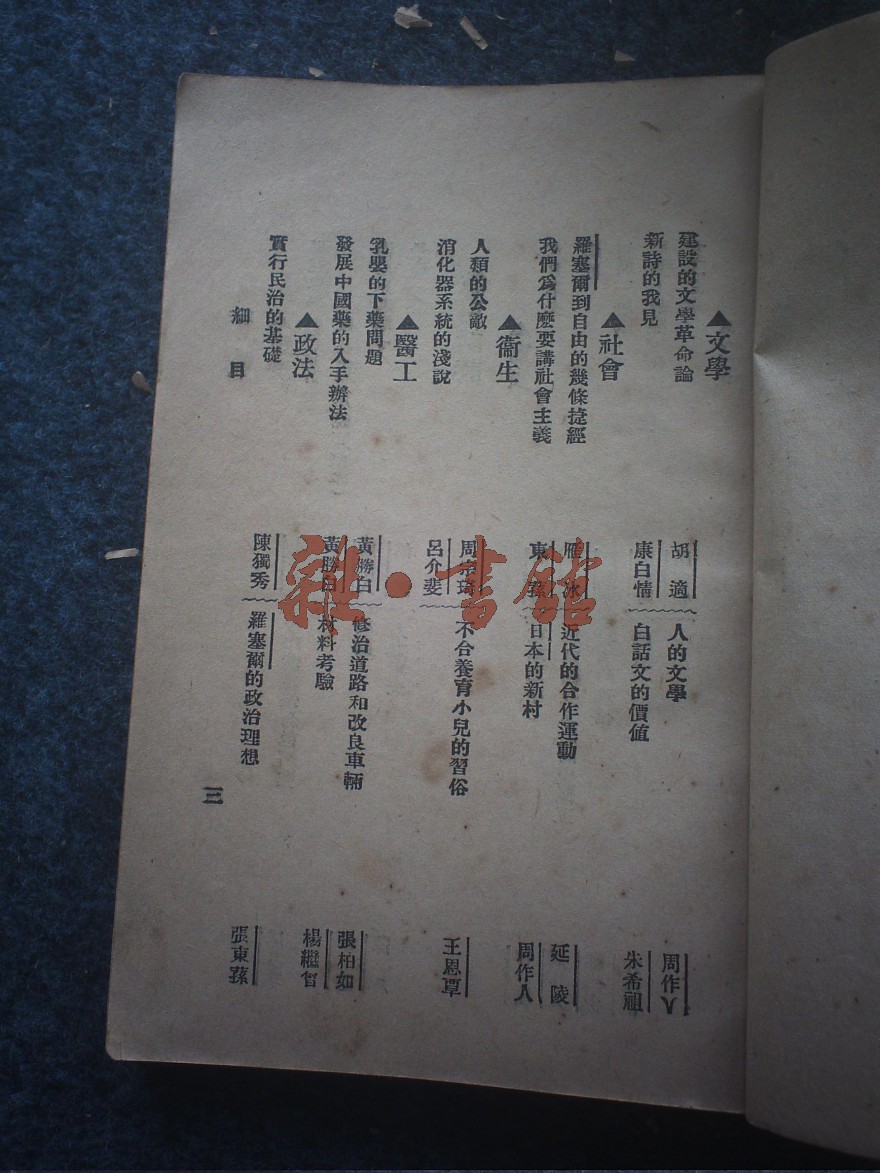 ▲文學
建設的文學革命論 胡適 人的文學 周作人
新詩的我見 康白情 白話文的價值 朱希祖
▲社會
羅塞爾到自由的幾條捷經 雁冰 近代的合作運動 延陵
我們爲什麽要講社會主義 東蓀 日本的新村 周作人
▲衞生
人類的公敵 周宗琦 不合養育小兒的習俗 王恩覃
消化器系統的淺說 呂介斐
▲醫工
乳嬰的下藥問題 黃勝白 修治道路和改良車輛 張柏如
發展中國藥的入手辦法 黃勝白 材料考驗 楊繼曾
▲政法
實行民治的基礎 陳獨秀 羅塞爾的政治理想 張東蓀
細目
三
雜·書館